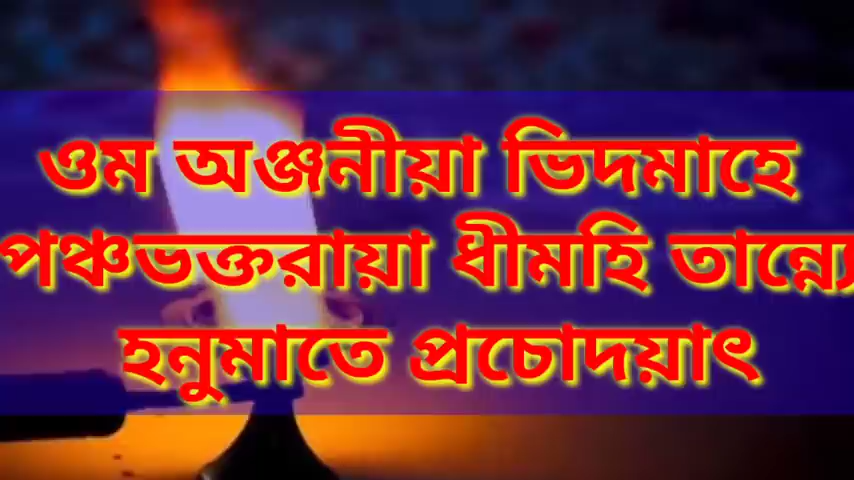 ওম অঞ্জনীয়া ভিদমাহে
পঞ্চভক্তরায়া ধীমহি তান্ন্যে
হনুমাতে প্রচোদয়াৎ